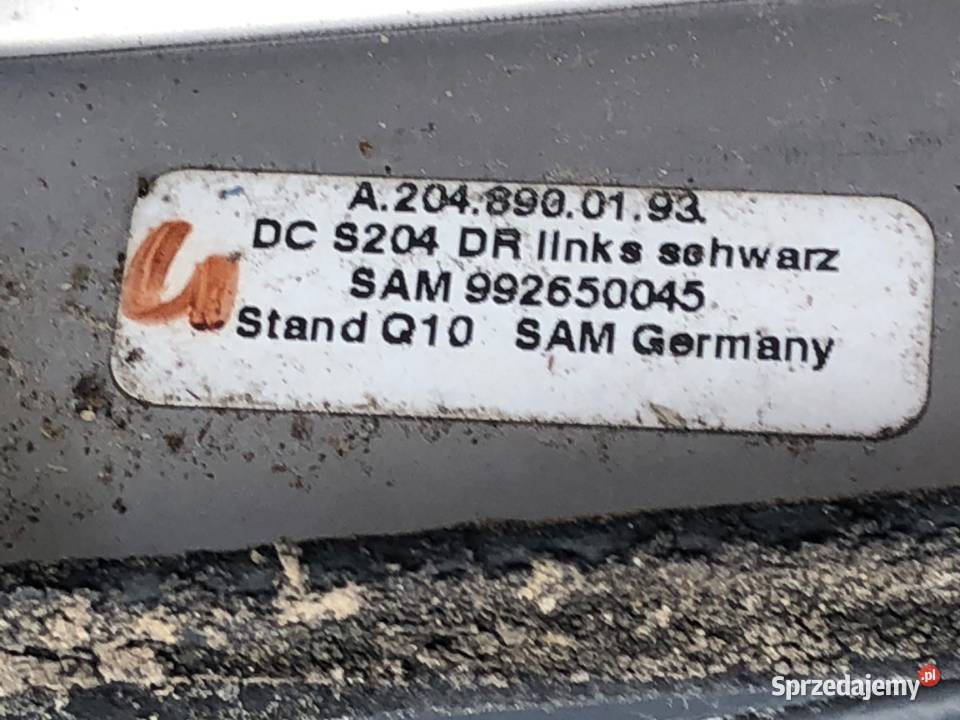 A.204.890.01.93.
DC S204 DR links schwarz
SAM 992650045
Stand Q10 SAM Germany
Sprzedajemy.pl